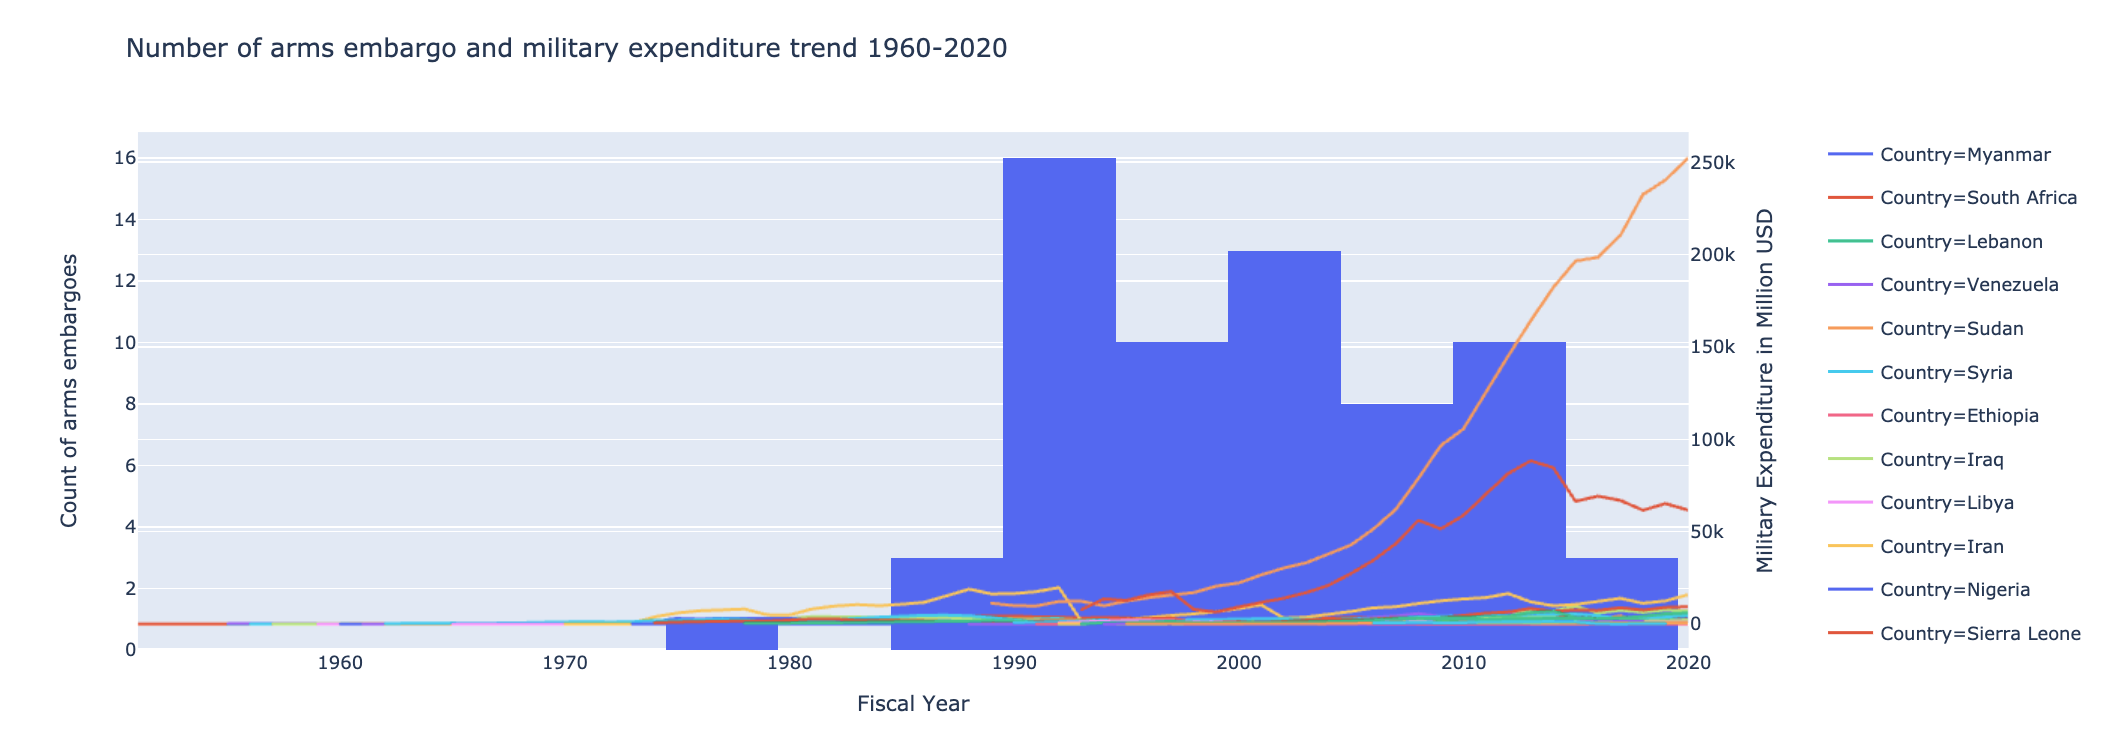 Number of arms embargo and military expenditure trend 1960-2020
Count of arms embargoes
16
14
12
10
8
6
4
2
0
1960
1970
1980
1990
2000
2010
2020
Fiscal Year
250k
200k
150k
100k
50k
0
Military Expenditure in Million USD
Country=Myanmar
Country=South Africa
Country=Lebanon
Country=Venezuela
Country=Sudan
Country=Syria
Country=Ethiopia
Country=Iraq
Country=Libya
Country=Iran
Country=Nigeria
Country=Sierra Leone